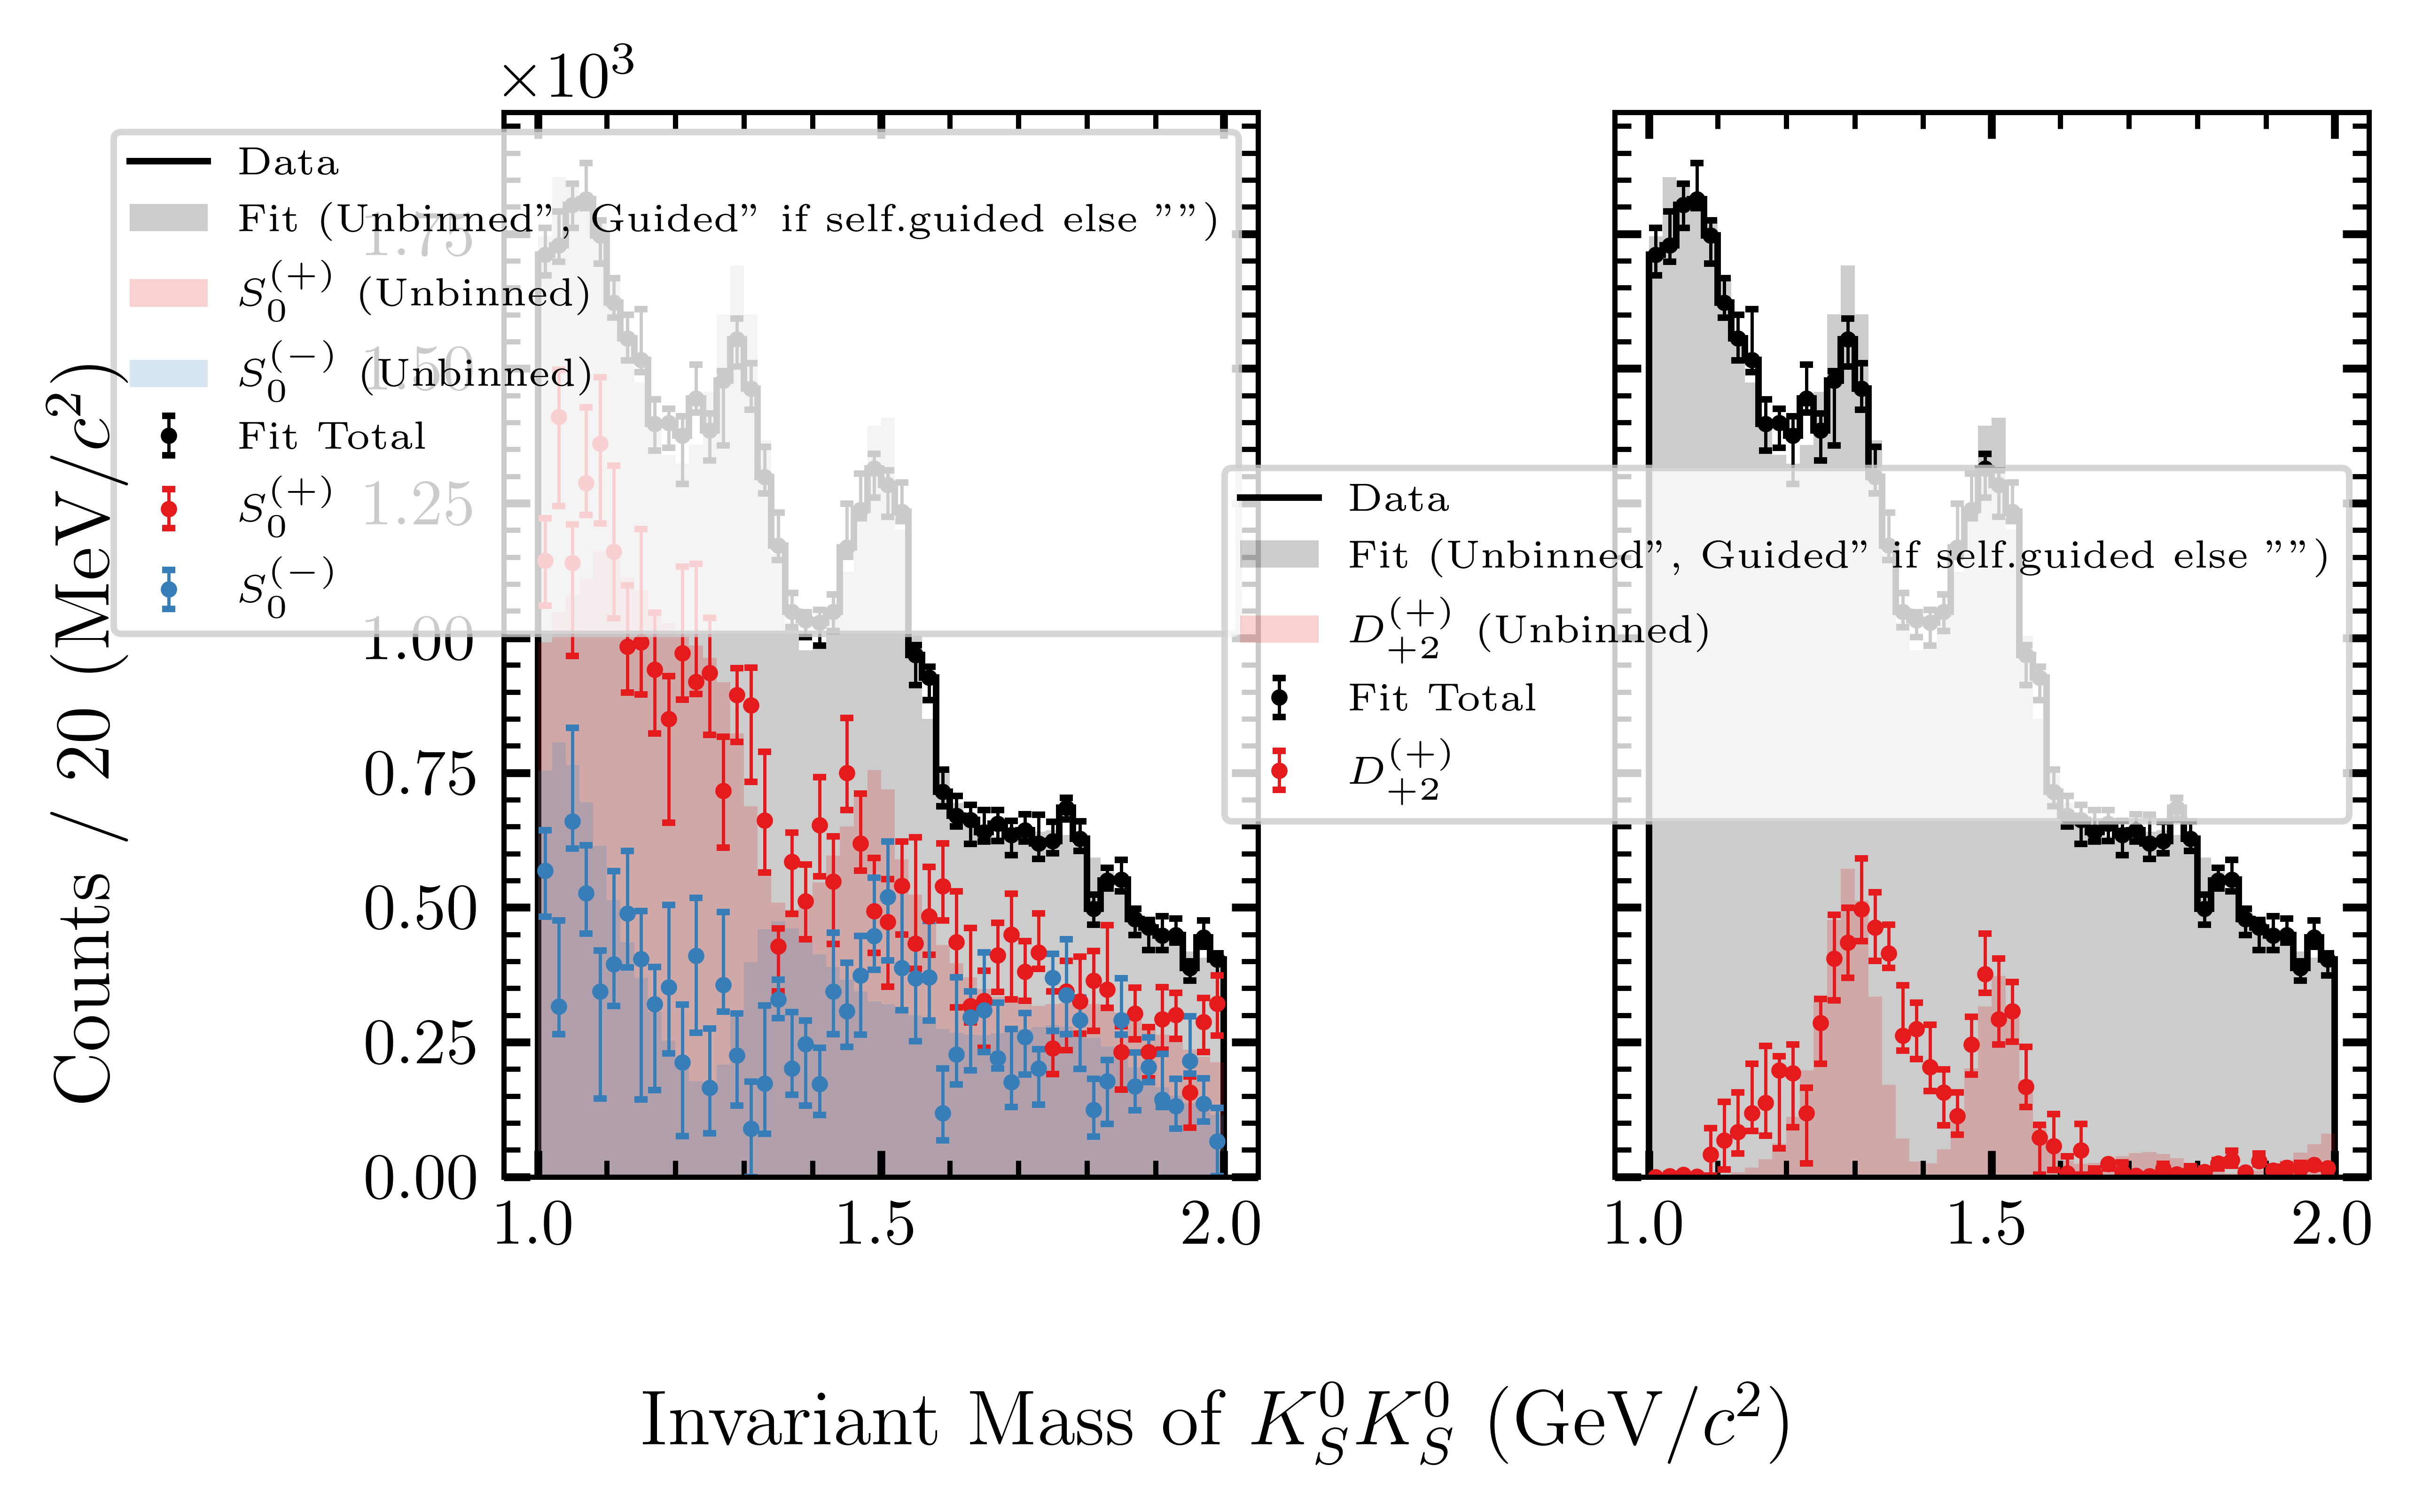 ×10³
Data
Fit (Unbinned", Guided" if self.guided else "")
S₀⁽⁺⁾ (Unbinned)
S₀⁽⁻⁾ (Unbinned)
Fit Total
S₀⁽⁺⁾
S₀⁽⁻⁾
1.75
1.50
1.25
1.00
0.75
0.50
0.25
0.00
Counts / 20 (MeV/c²)
1.0 1.5 2.0
Data
Fit (Unbinned", Guided" if self.guided else "")
D₊₂⁽⁺⁾ (Unbinned)
Fit Total
D₊₂⁽⁺⁾
1.0 1.5 2.0
Invariant Mass of K_S⁰K_S⁰ (GeV/c²)